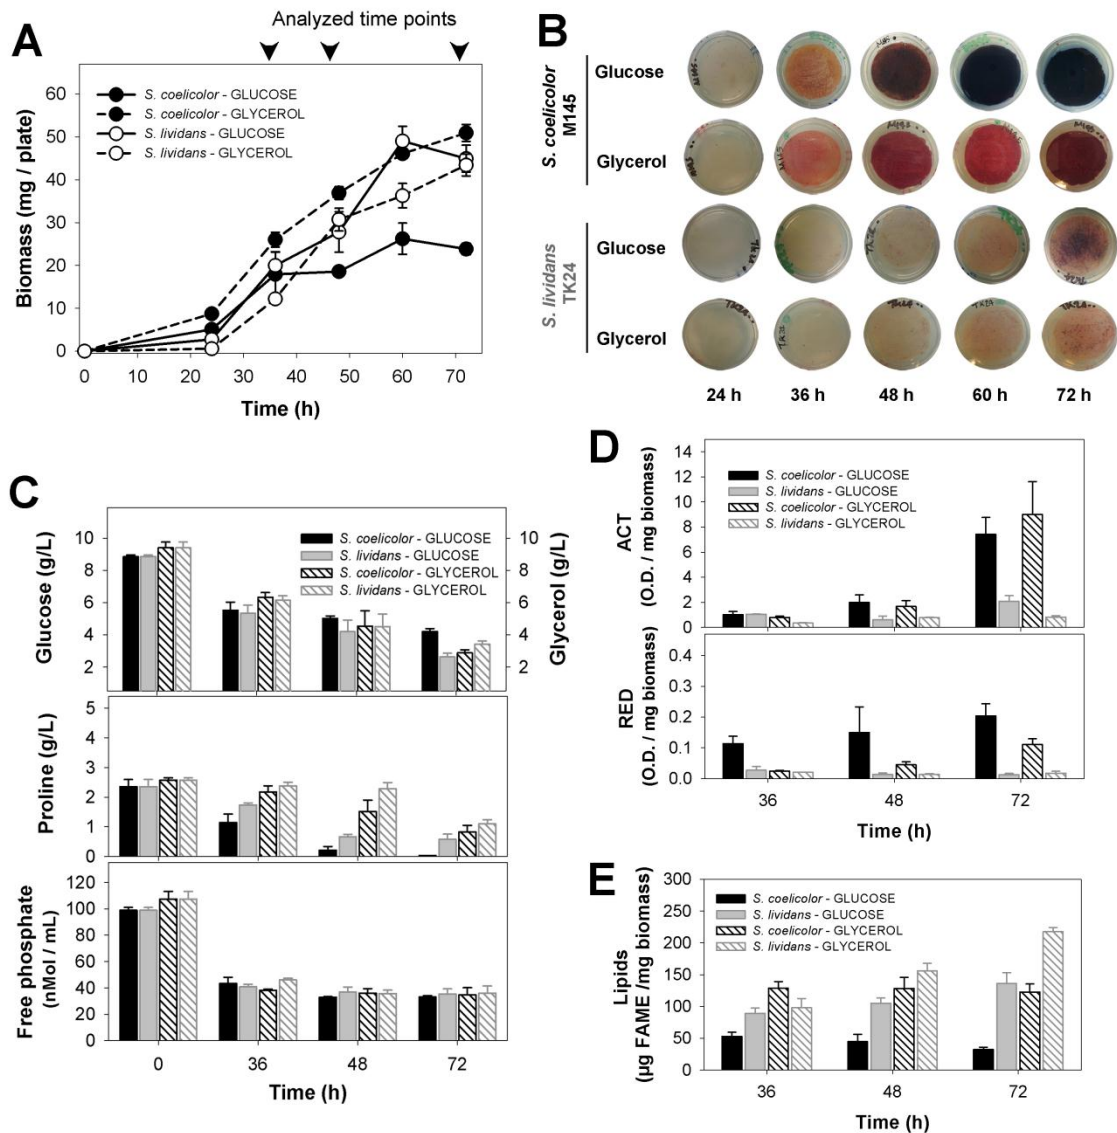 A
Analyzed time points
Biomass (mg / plate)
60
50
40
30
20
10
0
S. coelicolor - GLUCOSE
S. coelicolor - GLYCEROL
S. lividans - GLUCOSE
S. lividans - GLYCEROL
0 10 20 30 40 50 60 70
Time (h)
B
S. coelicolor
M145
Glucose
Glycerol
S. lividans
TK24
Glucose
Glycerol
24 h 36 h 48 h 60 h 72 h
C
Glucose (g/L)
10
8
6
4
2
S. coelicolor - GLUCOSE
S. lividans - GLUCOSE
S. coelicolor - GLYCEROL
S. lividans - GLYCEROL
10
8
6
4
2
Glycerol (g/L)
Proline (g/L)
5
4
3
2
1
0
Free phosphate
(nMol / mL)
120
100
80
60
40
20
0
0 36 48 72
Time (h)
D
ACT
(O.D. / mg biomass)
14
12
10
8
6
4
2
0
S. coelicolor - GLUCOSE
S. lividans - GLUCOSE
S. coelicolor - GLYCEROL
S. lividans - GLYCEROL
RED
(O.D. / mg biomass)
0.4
0.3
0.2
0.1
0.0
36 48 72
Time (h)
E
Lipids
(µg FAME /mg biomass)
300
250
200
150
100
50
0
S. coelicolor - GLUCOSE
S. lividans - GLUCOSE
S. coelicolor - GLYCEROL
S. lividans - GLYCEROL
36 48 72
Time (h)